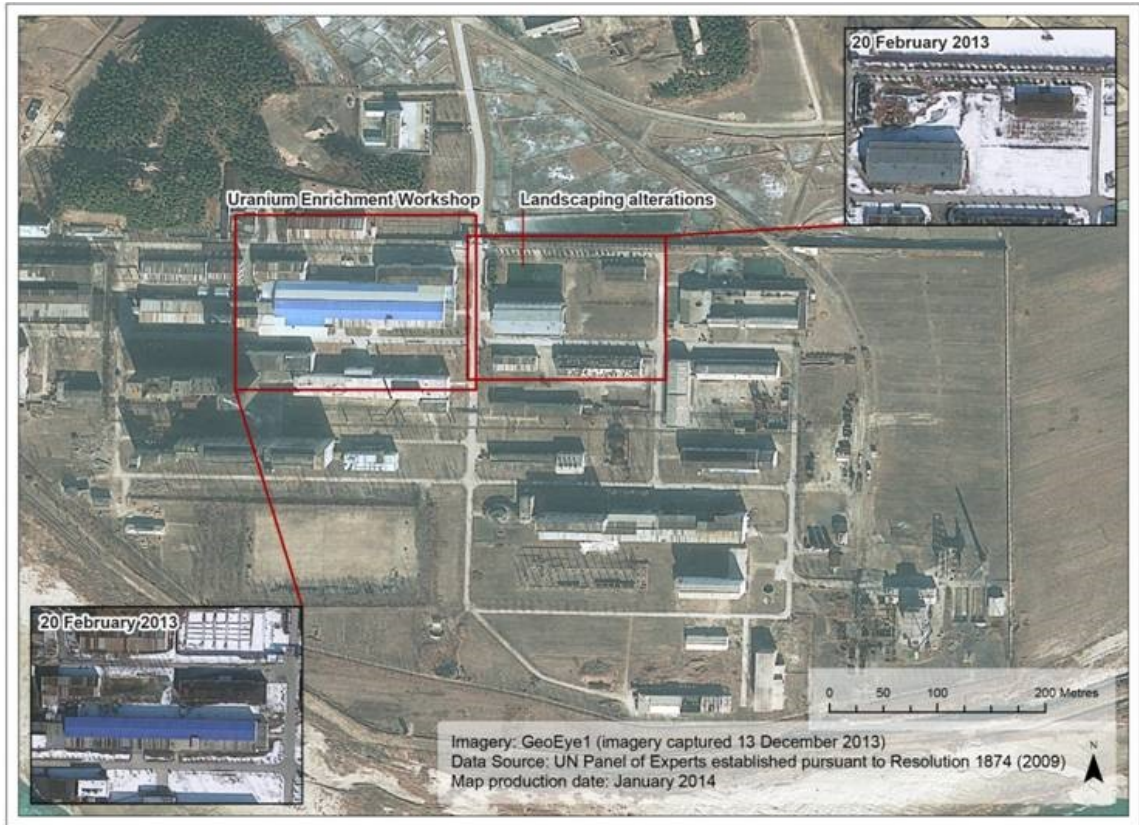 20 February 2013
Uranium Enrichment Workshop
Landscaping alterations
20 February 2013
0 50 100 200 Metres
Imagery: GeoEye1 (imagery captured 13 December 2013)
Data Source: UN Panel of Experts established pursuant to Resolution 1874 (2009)
Map production date: January 2014
N